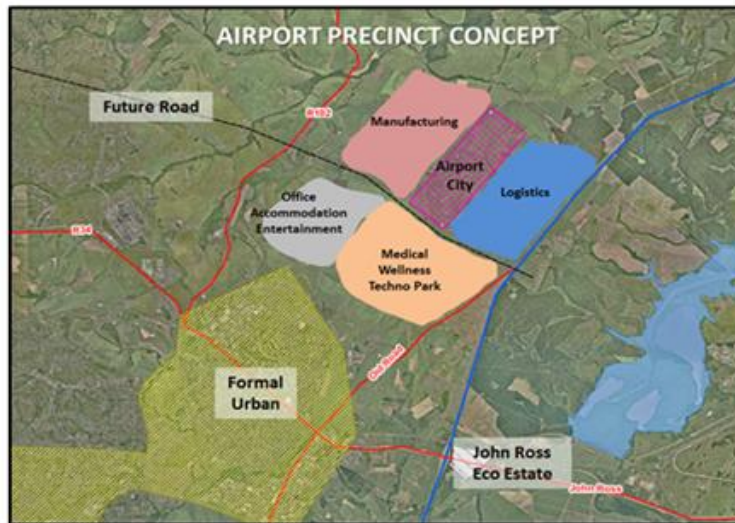 AIRPORT PRECINCT CONCEPT
Future Road
R102
Manufacturing
Airport
City
Logistics
Office
Accommodation
Entertainment
R34
Medical
Wellness
Techno Park
Old Road
Formal
Urban
John Ross
Eco Estate
John Ross